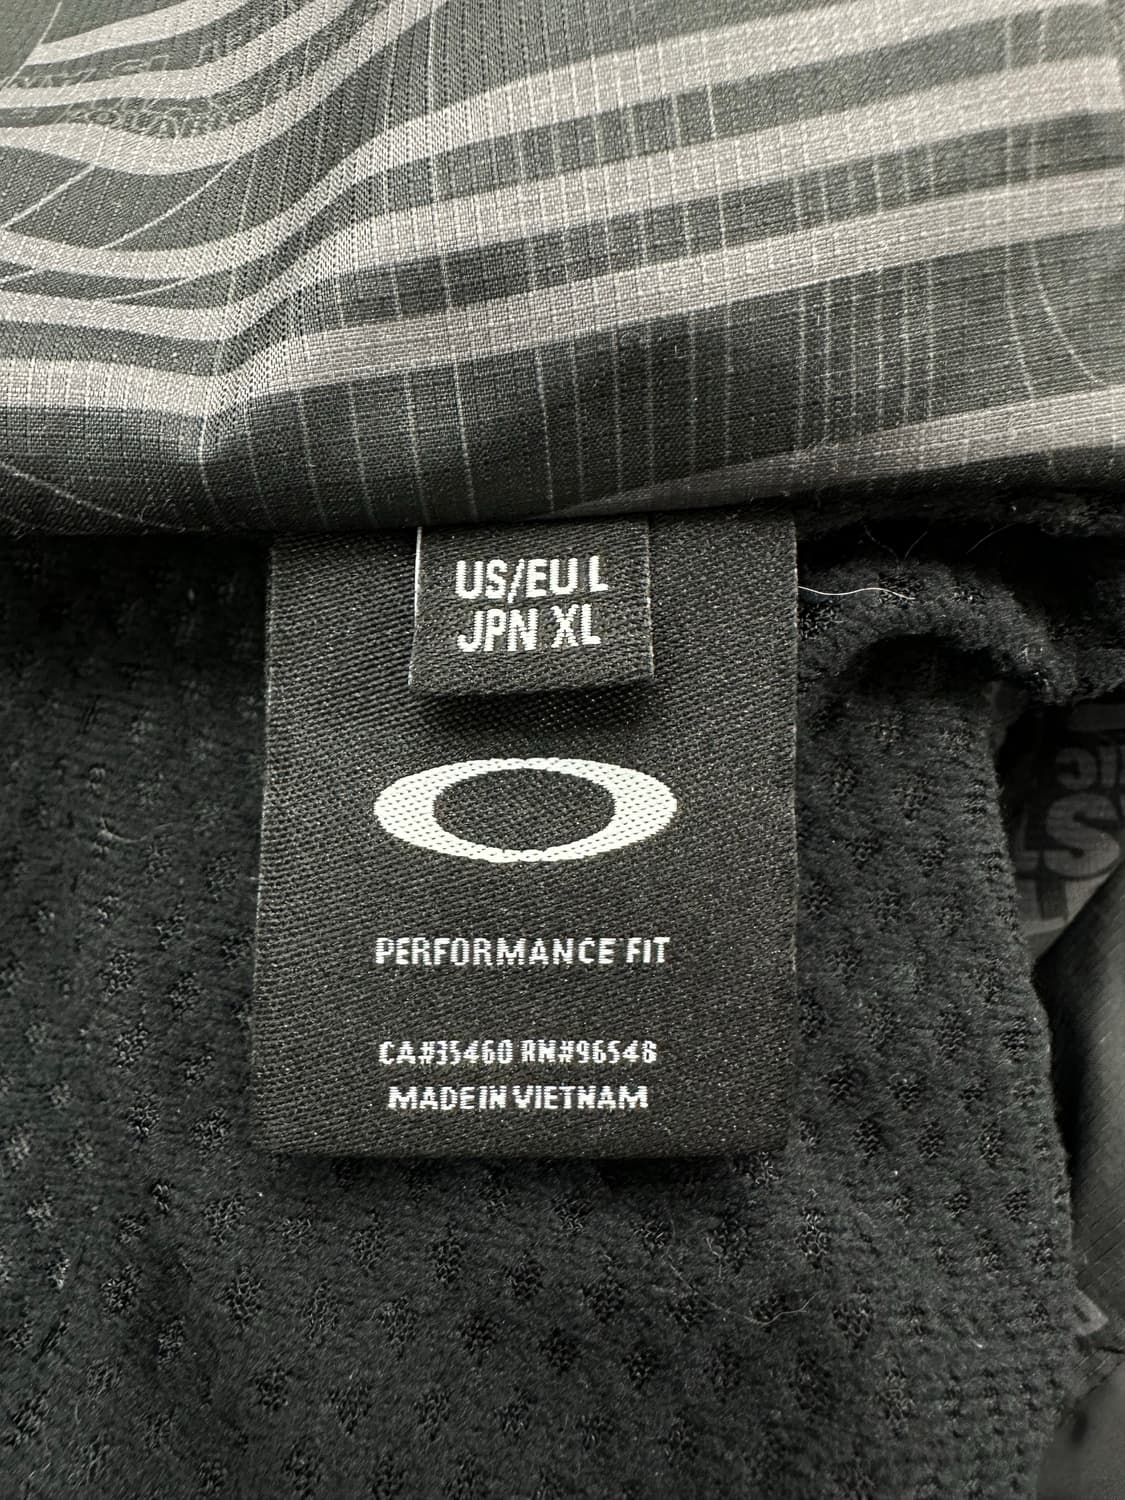 US/EU L
JPN XL
PERFORMANCE FIT
CA#35460 RN#96548
MADE IN VIETNAM